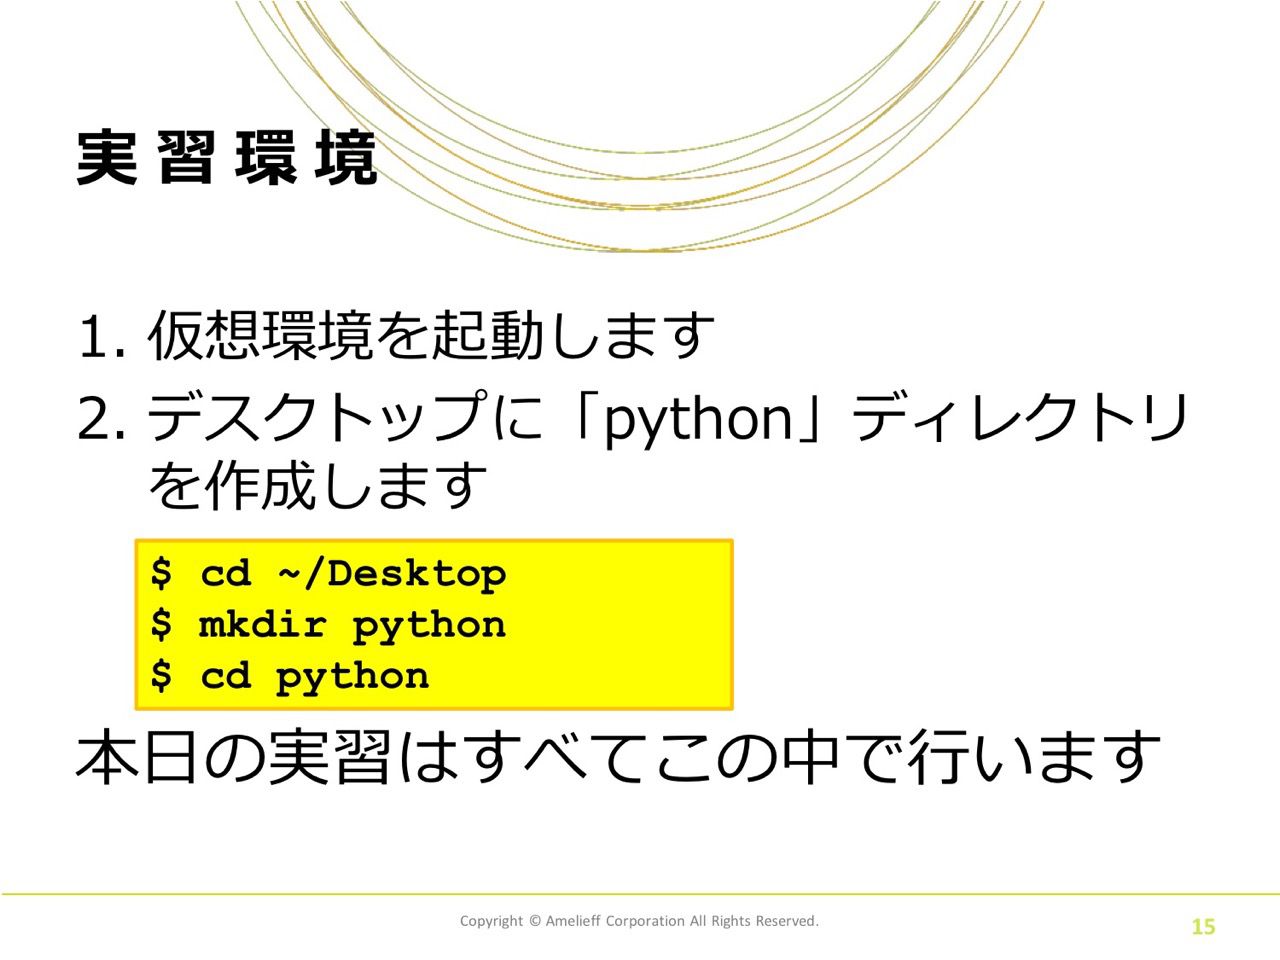 実習環境
1. 仮想環境を起動します
2. デスクトップに「python」ディレクトリ
を作成します
$ cd ~/Desktop
$ mkdir python
$ cd python
本日の実習はすべてこの中で行います
Copyright © Amelieff Corporation All Rights Reserved.
15